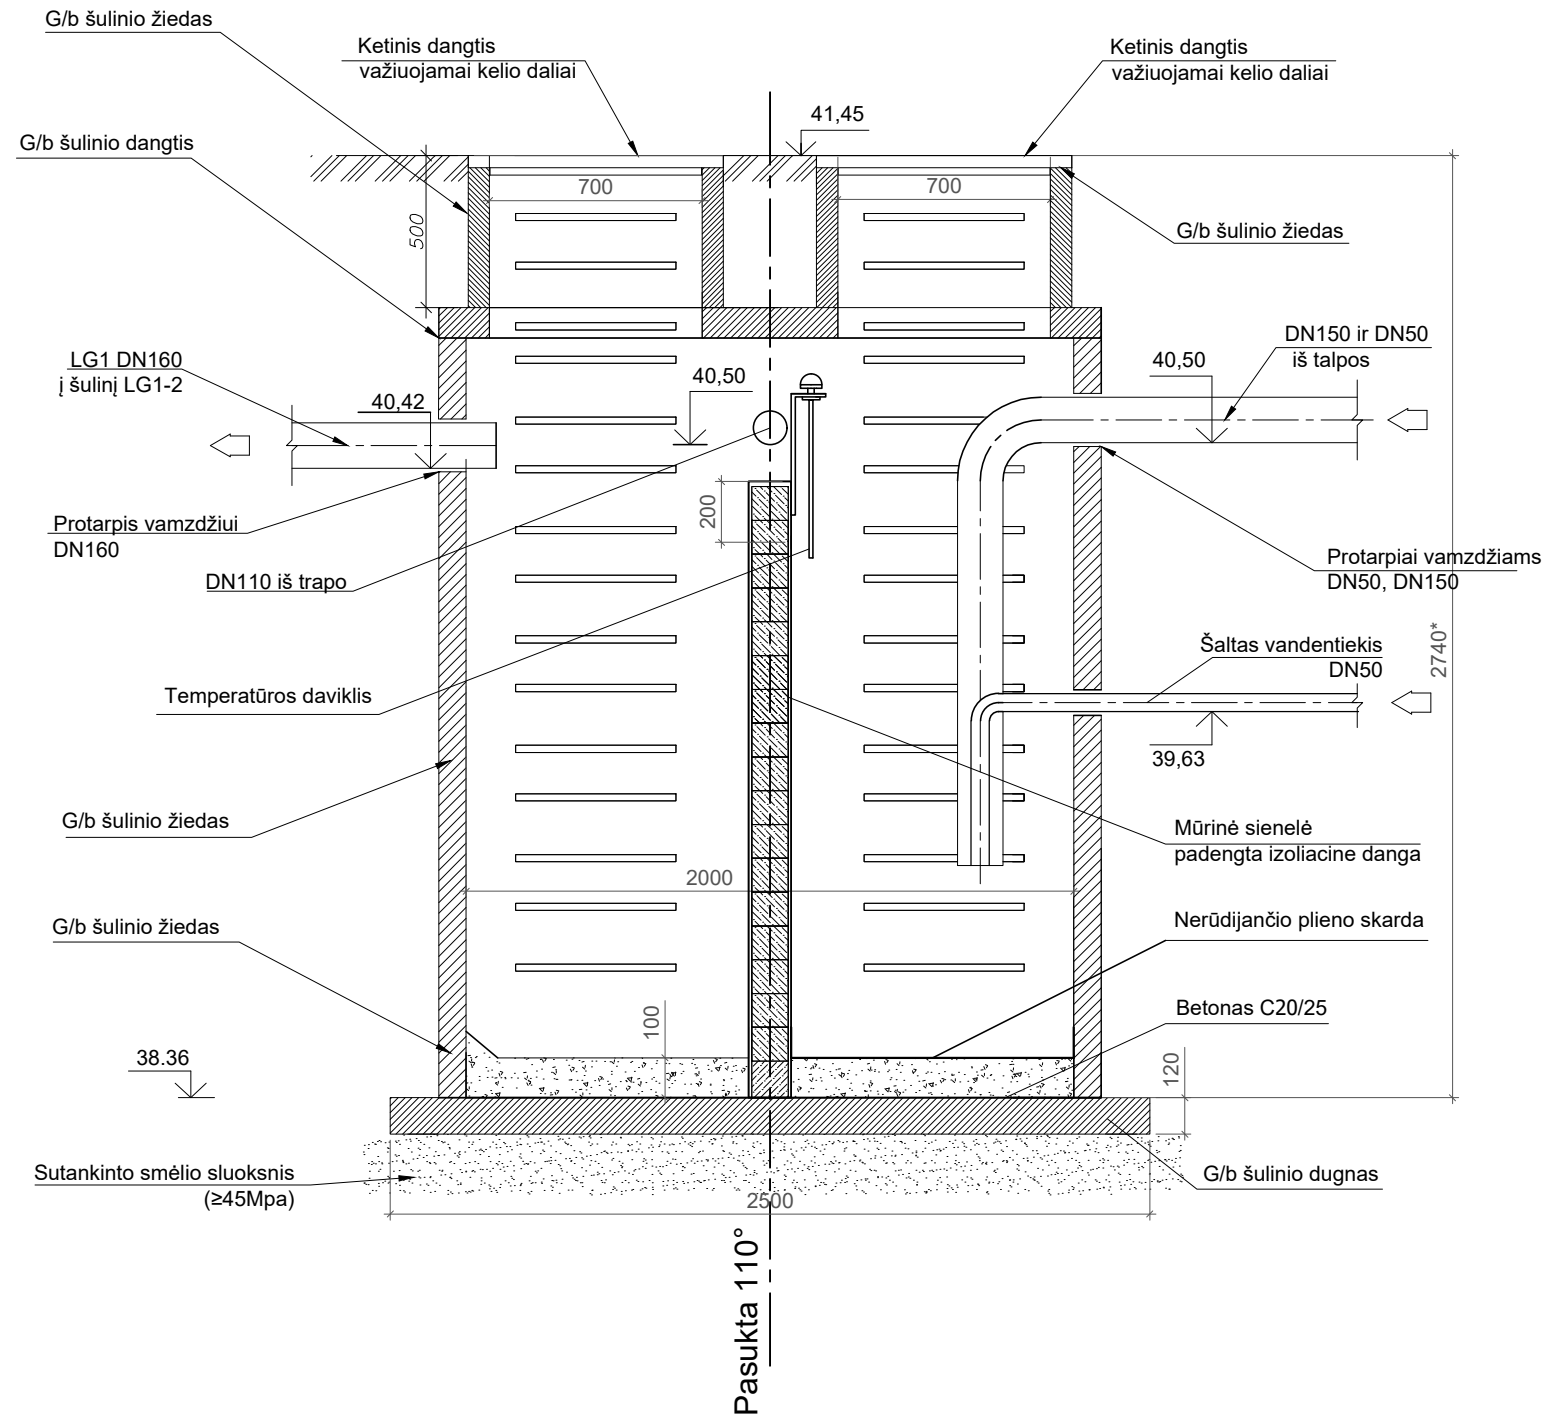 G/b šulinio žiedas
Ketinis dangtis
važiuojamai kelio daliai
Ketinis dangtis
važiuojamai kelio daliai
41,45
G/b šulinio dangtis
700
700
500
G/b šulinio žiedas
LG1 DN160
į šulinį LG1-2
40,42
40,50
40,50
DN150 ir DN50
iš talpos
200
Protarpis vamzdžiui
DN160
DN110 iš trapo
Protarpiai vamzdžiams
DN50, DN150
2740*
Šaltas vandentiekis
DN50
Temperatūros daviklis
39,63
G/b šulinio žiedas
Mūrinė sienelė
padengta izoliacine danga
2000
G/b šulinio žiedas
Nerūdijančio plieno skarda
100
Betonas C20/25
38.36
120
Sutankinto smėlio sluoksnis
(≥45Mpa)
G/b šulinio dugnas
2500
Pasukta 110°